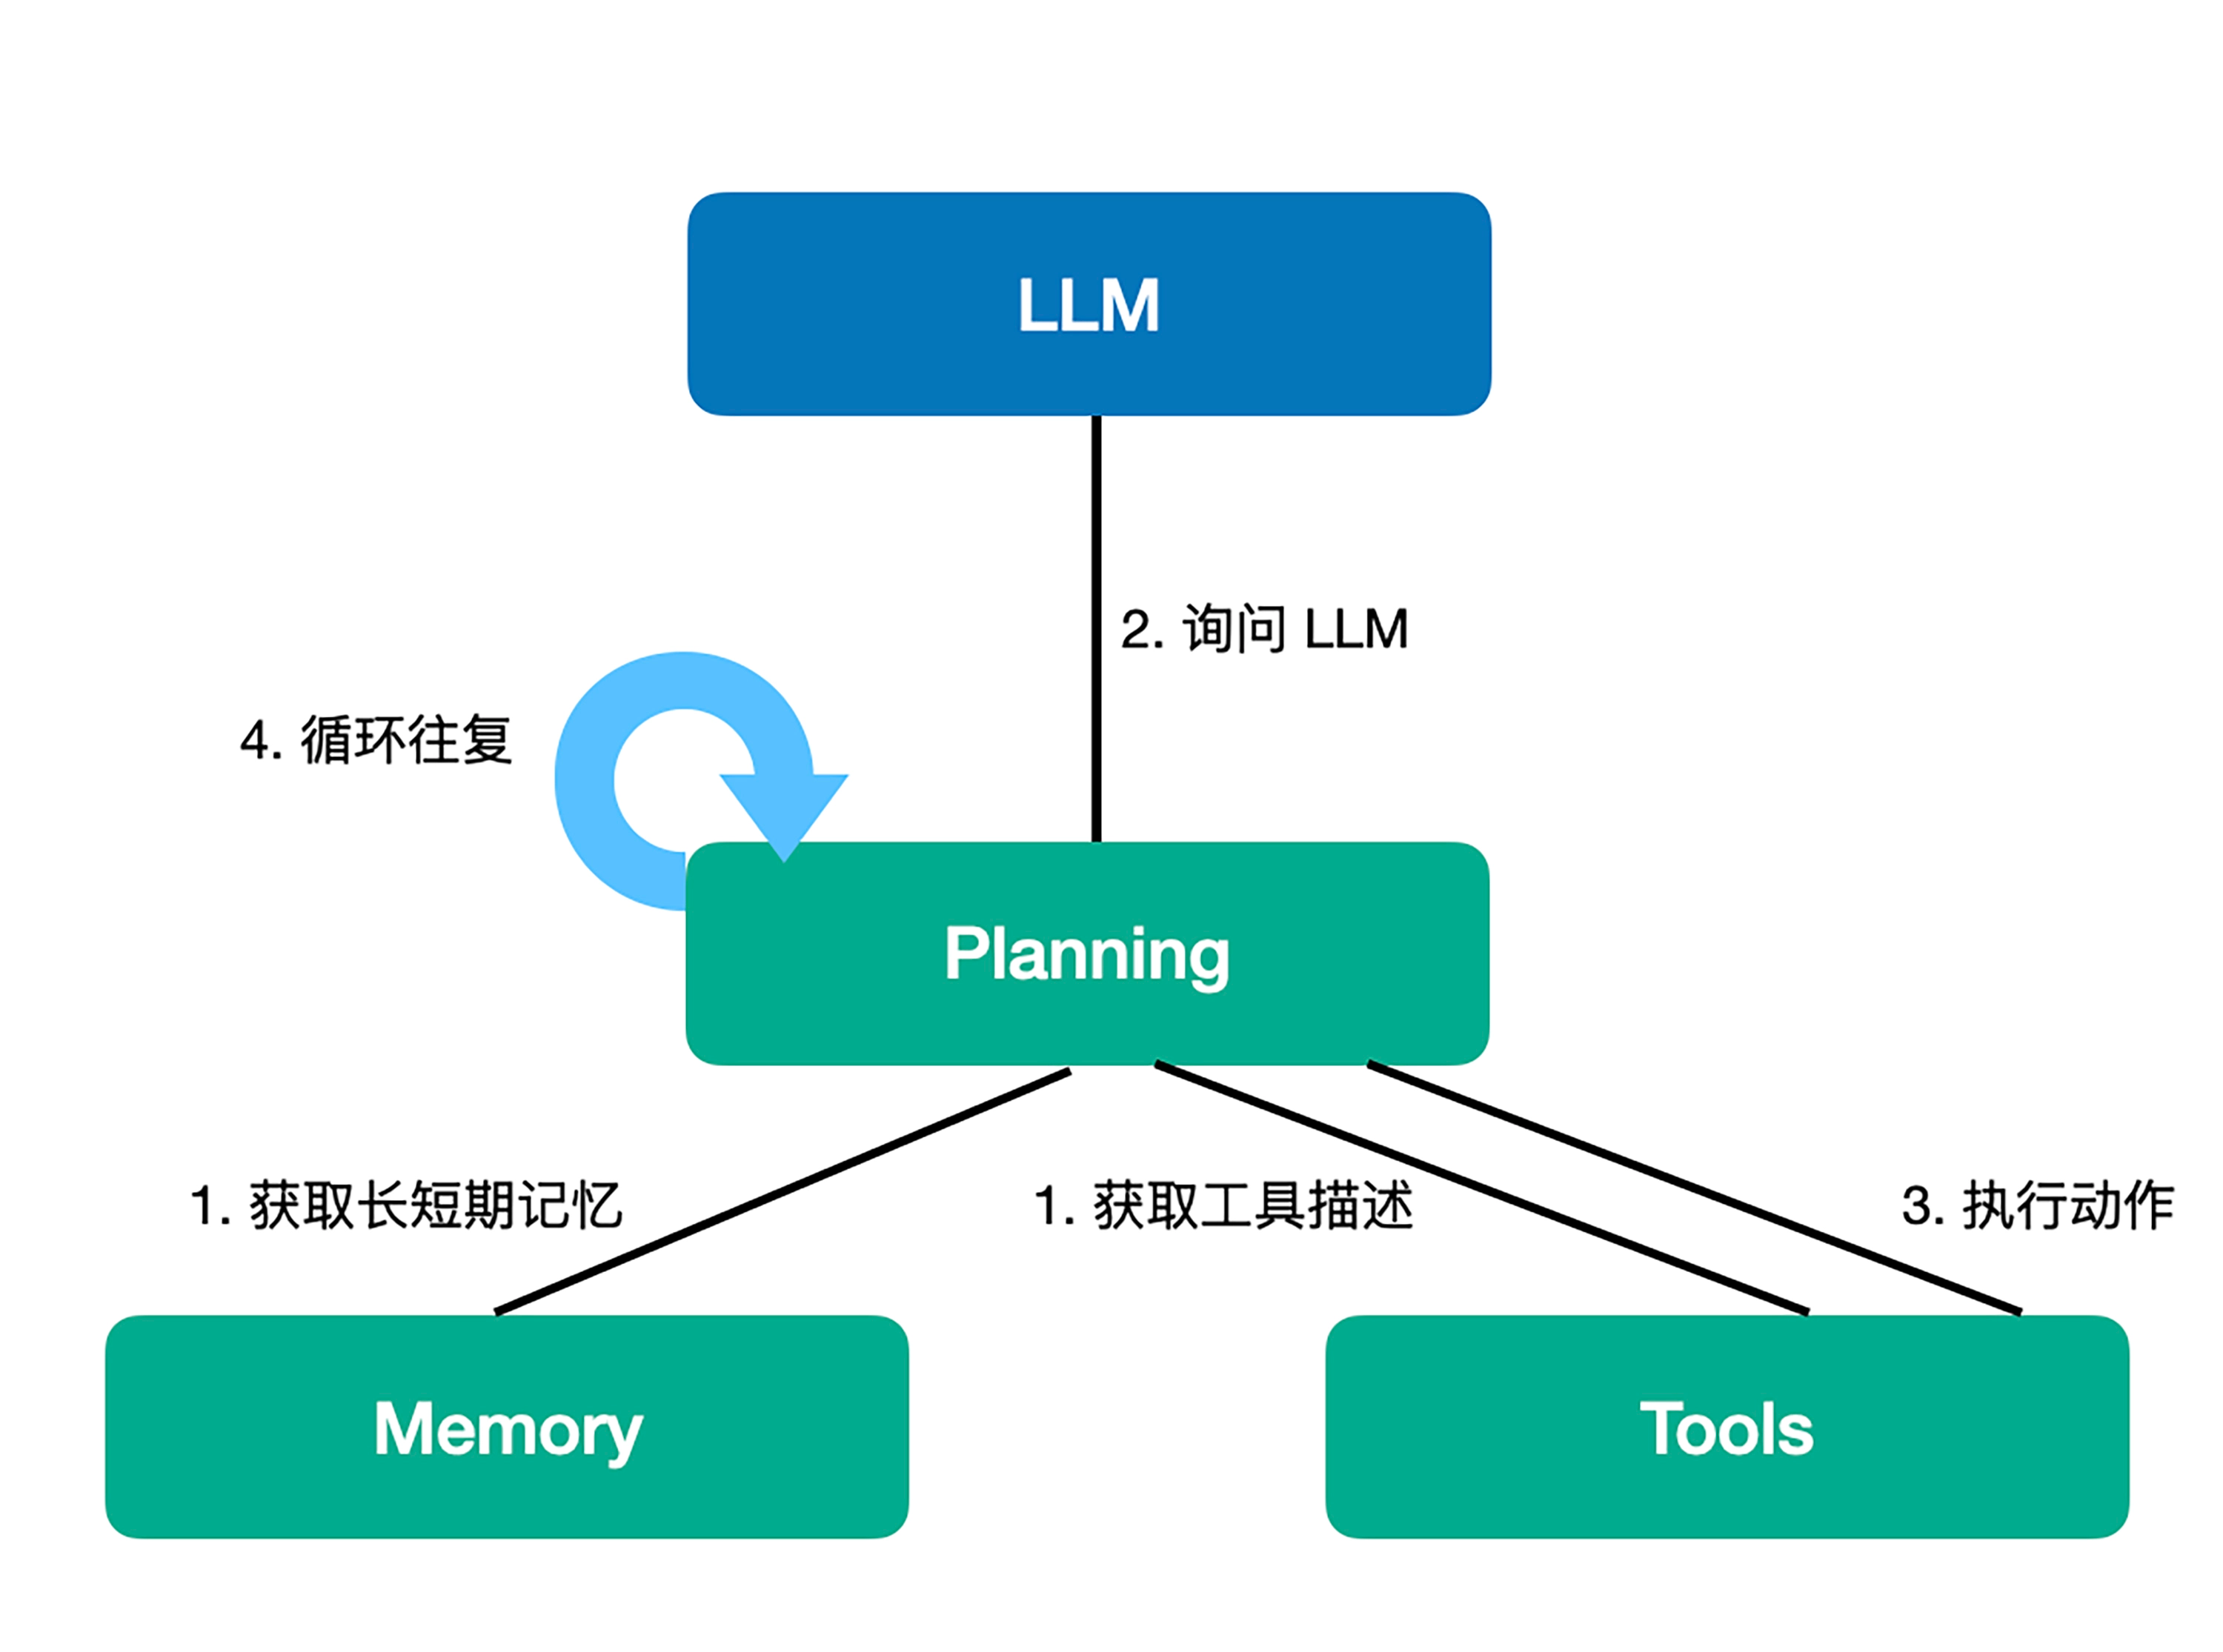 LLM
2. 询问 LLM
4. 循环往复
Planning
1. 获取长短期记忆
1. 获取工具描述
3. 执行动作
Memory
Tools